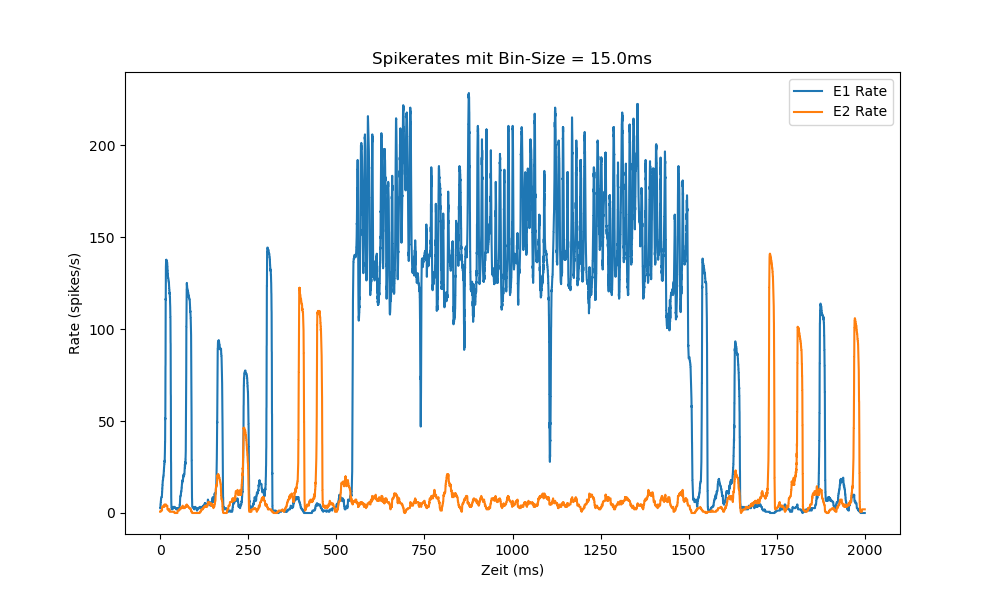 Spikerates mit Bin-Size = 15.0ms
E1 Rate
E2 Rate
200
150
100
50
0
Rate (spikes/s)
0 250 500 750 1000 1250 1500 1750 2000
Zeit (ms)